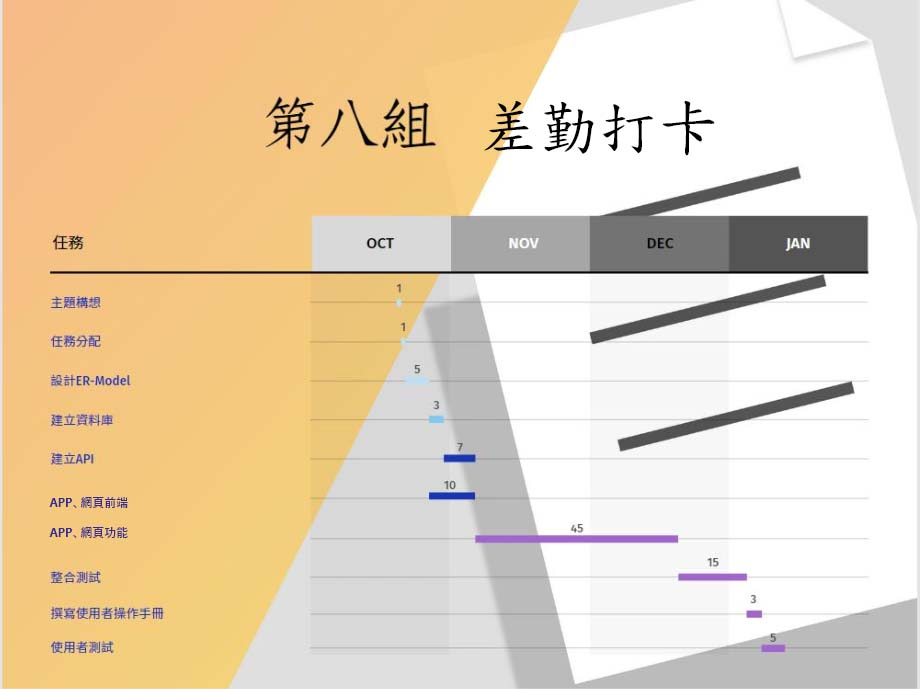 第八組 差勤打卡
任務 OCT NOV DEC JAN
主題構想 1
任務分配 1
設計ER-Model 5
建立資料庫 3
建立API 7
APP、網頁前端 10
APP、網頁功能 45
整合測試 15
撰寫使用者操作手冊 3
使用者測試 5